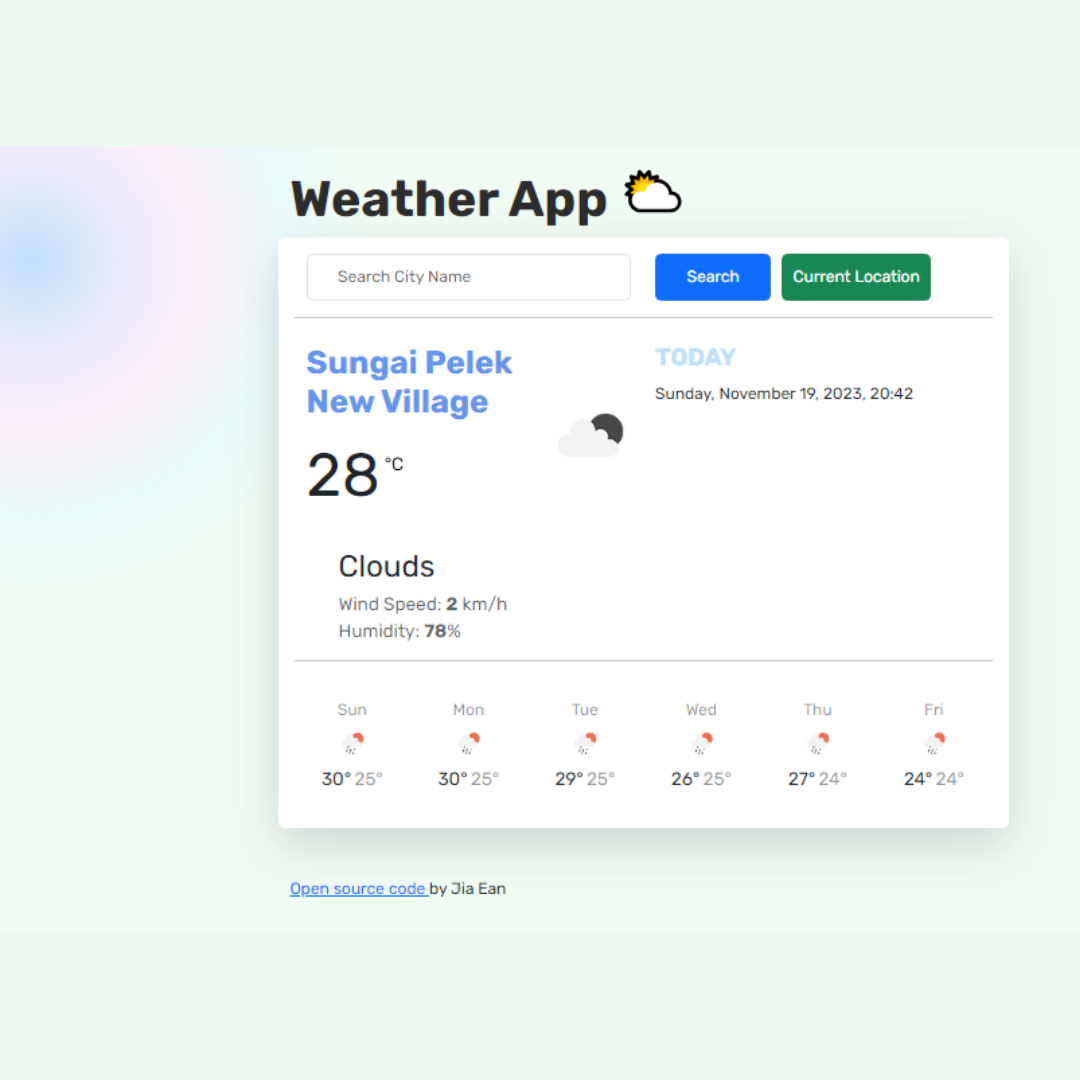 Weather App
Search City Name
Search
Current Location
Sungai Pelek
New Village
28 °C
TODAY
Sunday, November 19, 2023, 20:42
Clouds
Wind Speed: 2 km/h
Humidity: 78%
Sun Mon Tue Wed Thu Fri
30° 25° 30° 25° 29° 25° 26° 25° 27° 24° 24° 24°
Open source code by Jia Ean